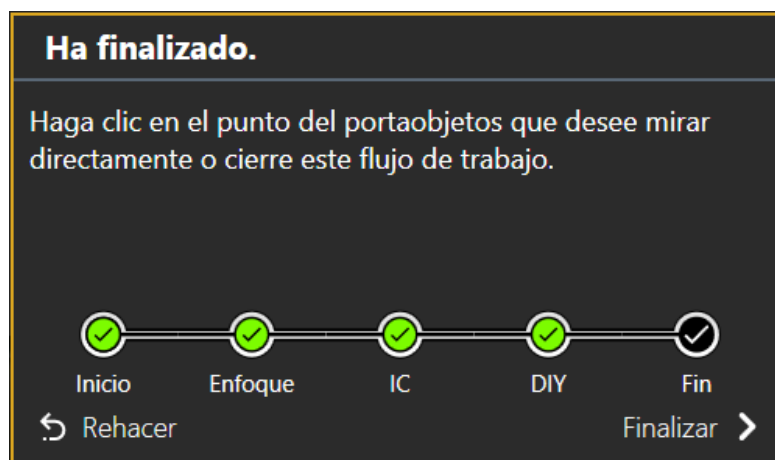 Ha finalizado.
Haga clic en el punto del portaobjetos que desee mirar
directamente o cierre este flujo de trabajo.
Inicio Enfoque IC DIY Fin
Rehacer Finalizar